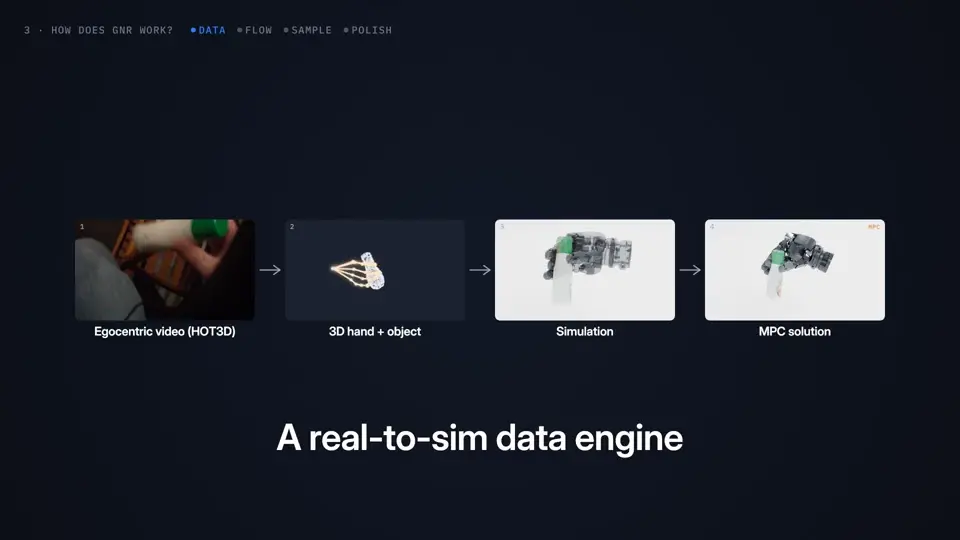 3 · HOW DOES GNR WORK? DATA FLOW SAMPLE POLISH
1
2
3
4
MPC
Egocentric video (HOT3D)
3D hand + object
Simulation
MPC solution
A real-to-sim data engine